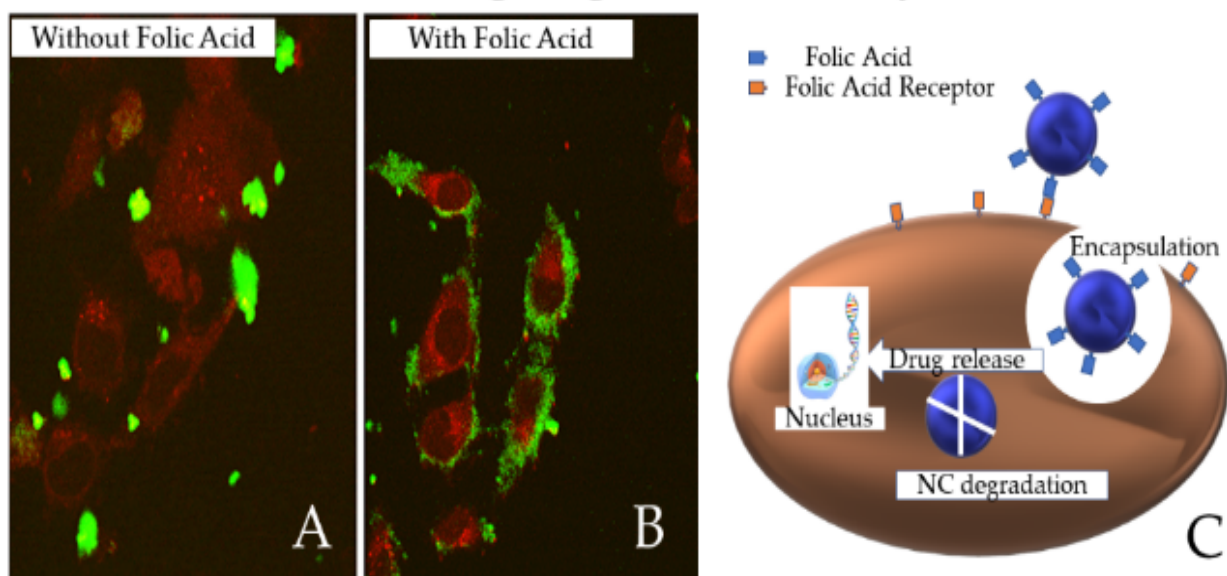 Without Folic Acid
With Folic Acid
Folic Acid
Folic Acid Receptor
Encapsulation
Drug release
Nucleus
NC degradation
A
B
C